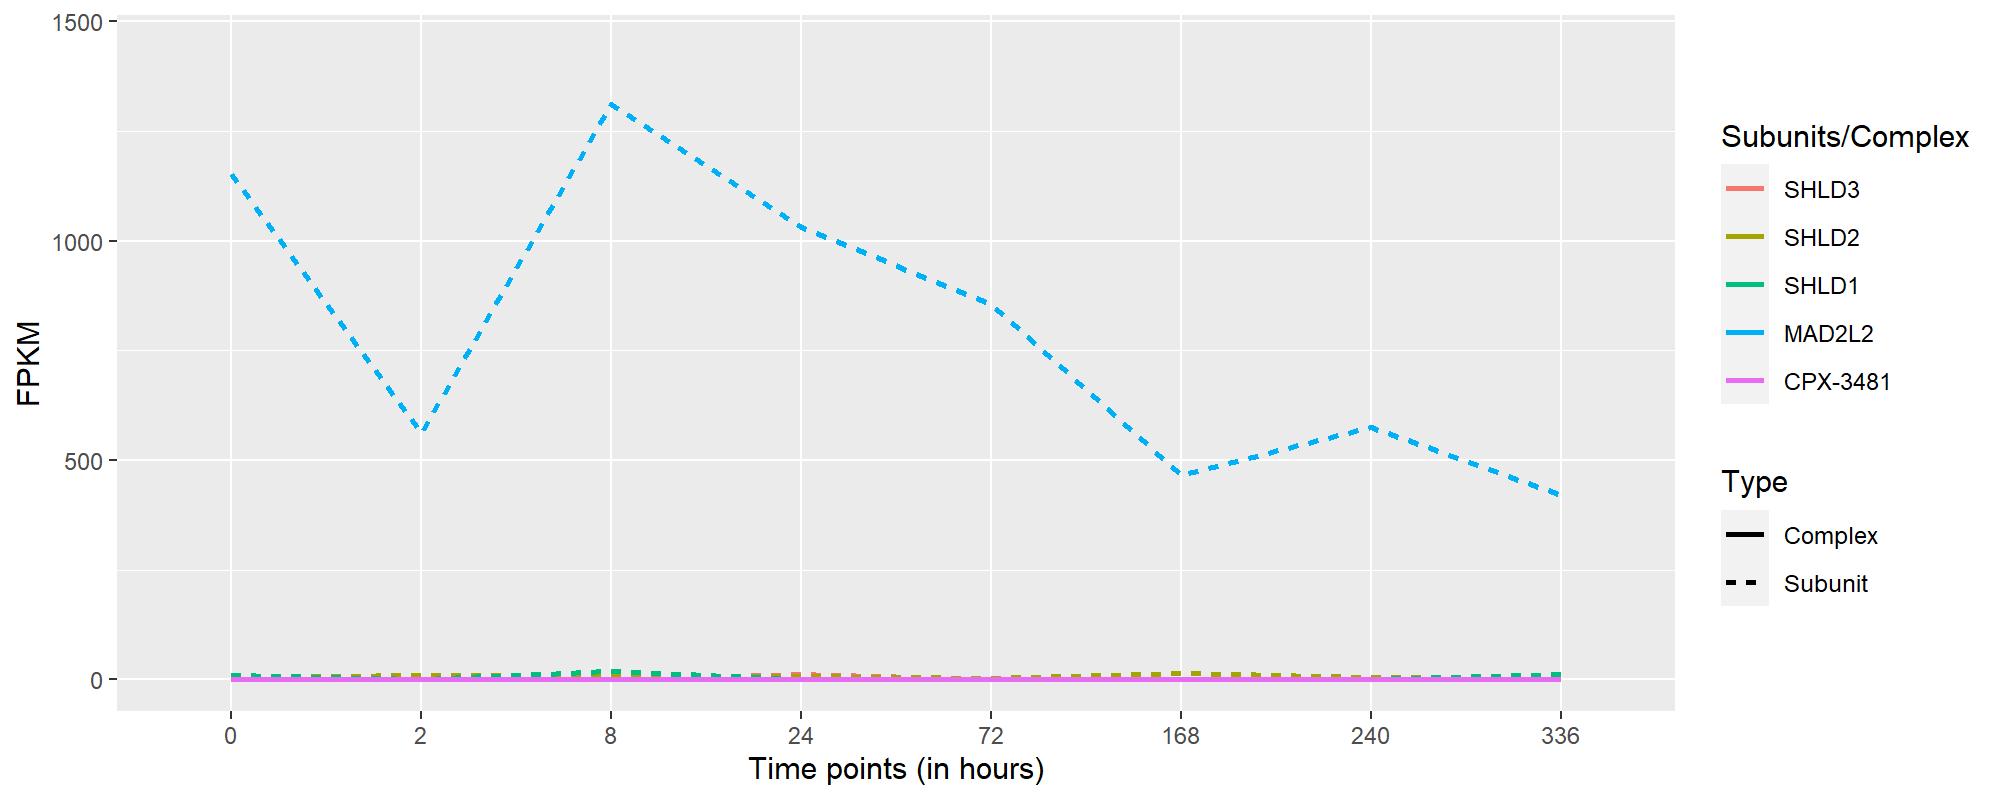 1500
1000
500
0
FPKM
0 2 8 24 72 168 240 336
Time points (in hours)
Subunits/Complex
SHLD3
SHLD2
SHLD1
MAD2L2
CPX-3481
Type
Complex
Subunit